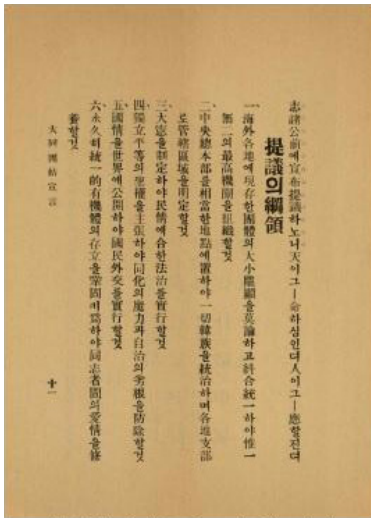 志諸公前에宣布提議하노니天이그ㅣ命하심인뎌人이그ㅣ應할진뎌
提議의綱領
一、海外各地에現存한團體의大小隱顯을莫論하고綜合統一하야惟一
無二의最高機關을組織할것
二、中央總本部를相當한地點에置하야一切韓族을統治하며各地支部
로管轄區域을明定할것
三、大憲을制定하야民情에合한法治를實行할것
四、獨立平等의聖權을主張하야同化의魔力과自治의劣根을防除할것
五、國情을世界에公開하야國民外交를實行할것
六、永久히統一的有機體의存立을鞏固키爲하야同志者間의愛情을修
養할것
大同團結宣言
十一